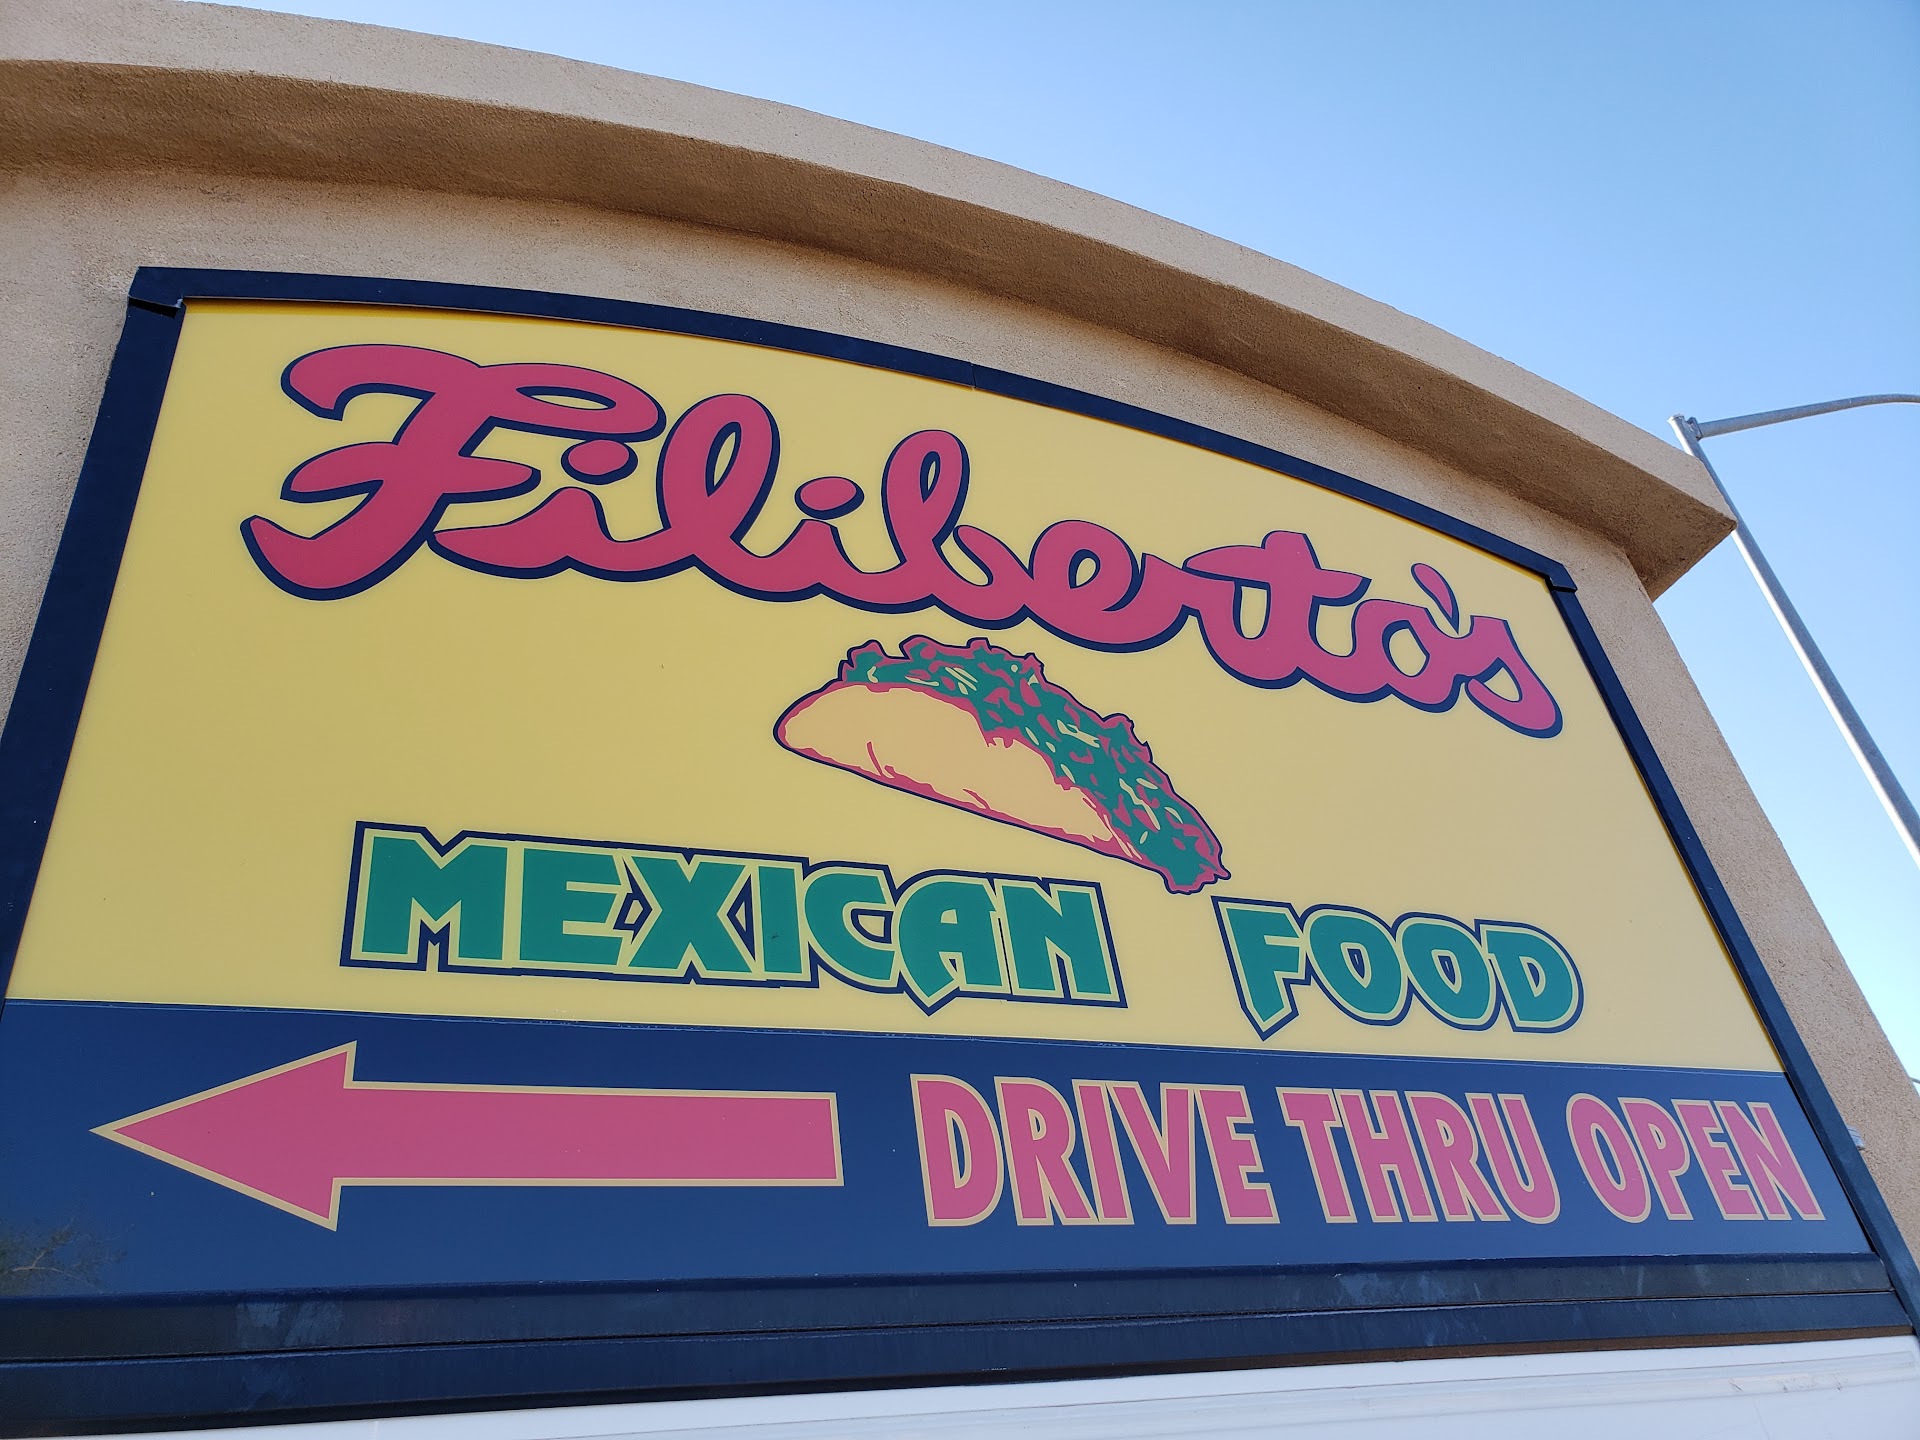 Filiberto's
MEXICAN FOOD
DRIVE THRU OPEN